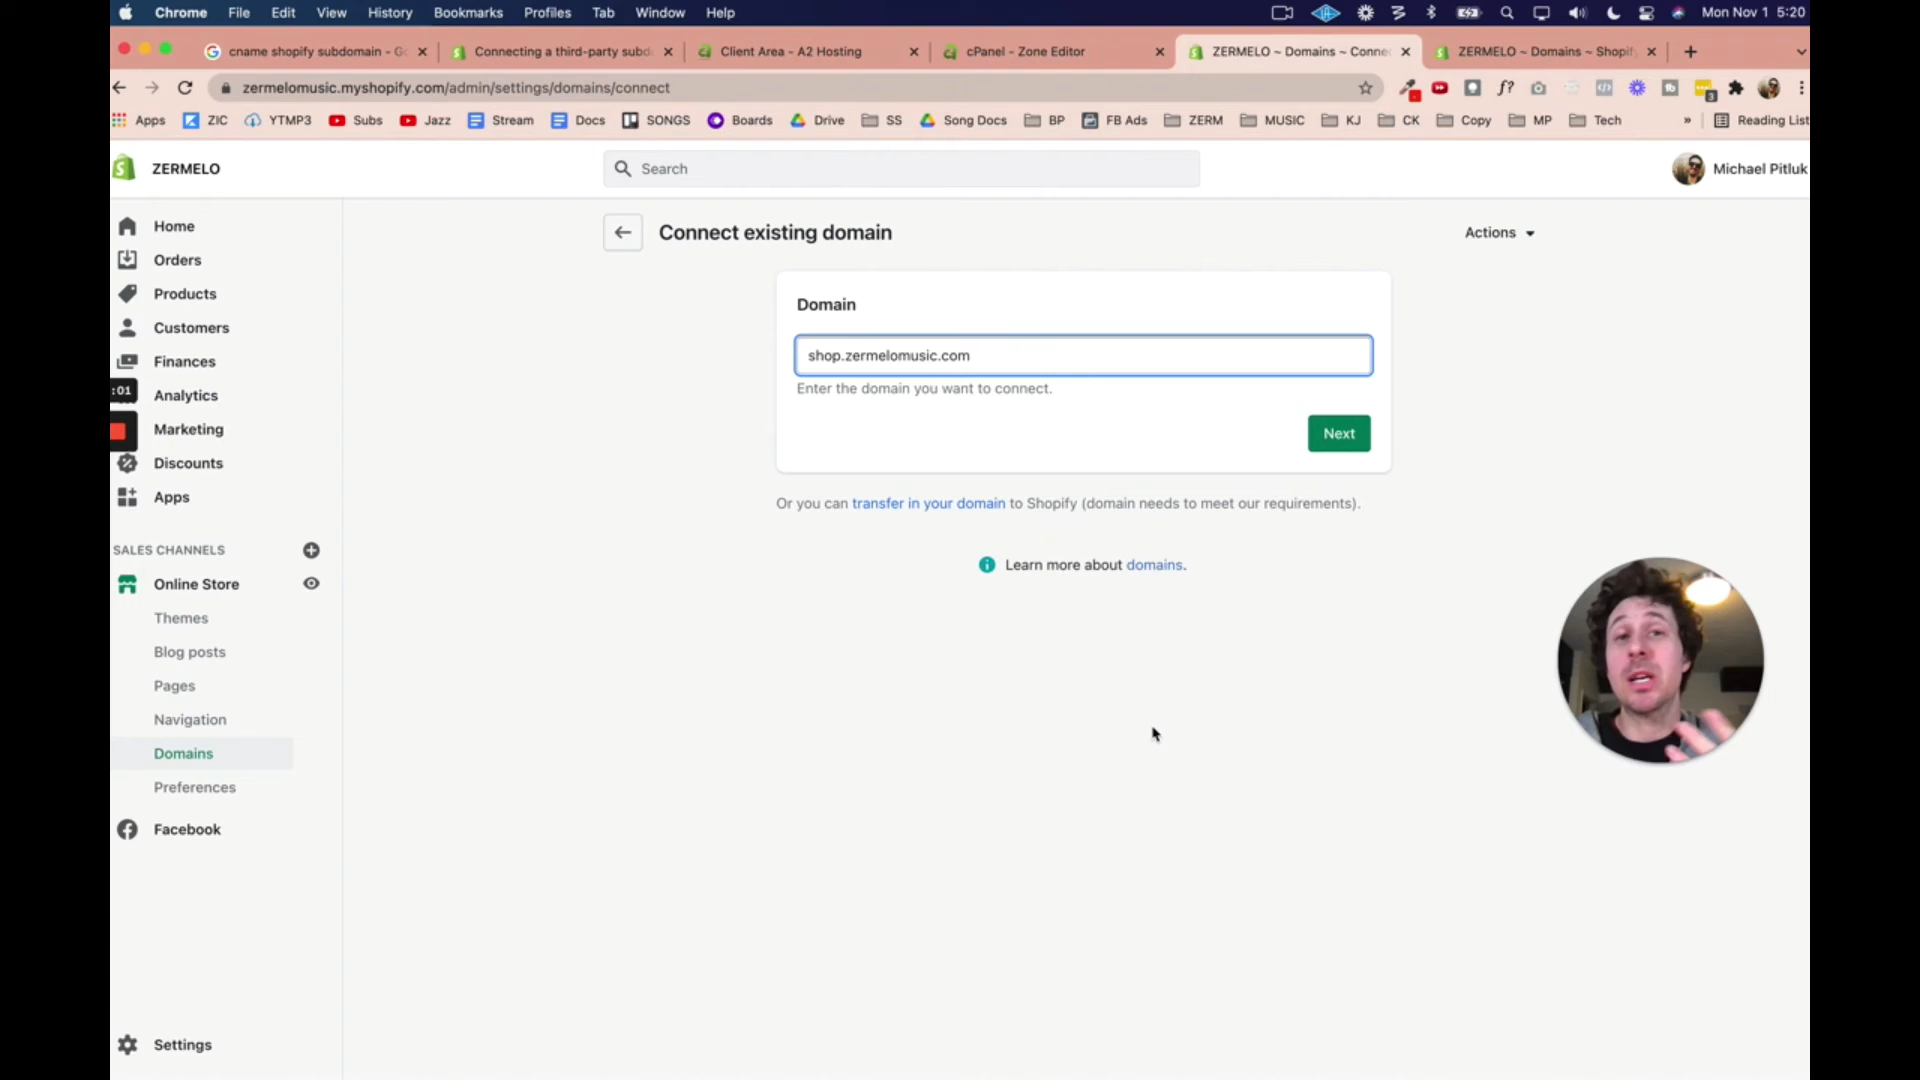 Chrome File Edit View History Bookmarks Profiles Tab Window Help Mon Nov 1 5:20
cname shopify subdomain - Go Connecting a third-party subd Client Area - A2 Hosting cPanel - Zone Editor ZERMELO ~ Domains ~ Connec ZERMELO ~ Domains ~ Shopify
zermelomusic.myshopify.com/admin/settings/domains/connect f? 3
Apps ZIC YTMP3 Subs Jazz Stream Docs SONGS Boards Drive SS Song Docs BP FB Ads ZERM MUSIC KJ CK Copy MP Tech » Reading List
ZERMELO Search Michael Pitluk
Home
Orders
Products
Customers
Finances
:01
Analytics
Marketing
Discounts
Apps
SALES CHANNELS
Online Store
Themes
Blog posts
Pages
Navigation
Domains
Preferences
Facebook
Settings
Connect existing domain Actions
Domain
shop.zermelomusic.com
Enter the domain you want to connect.
Next
Or you can transfer in your domain to Shopify (domain needs to meet our requirements).
Learn more about domains.